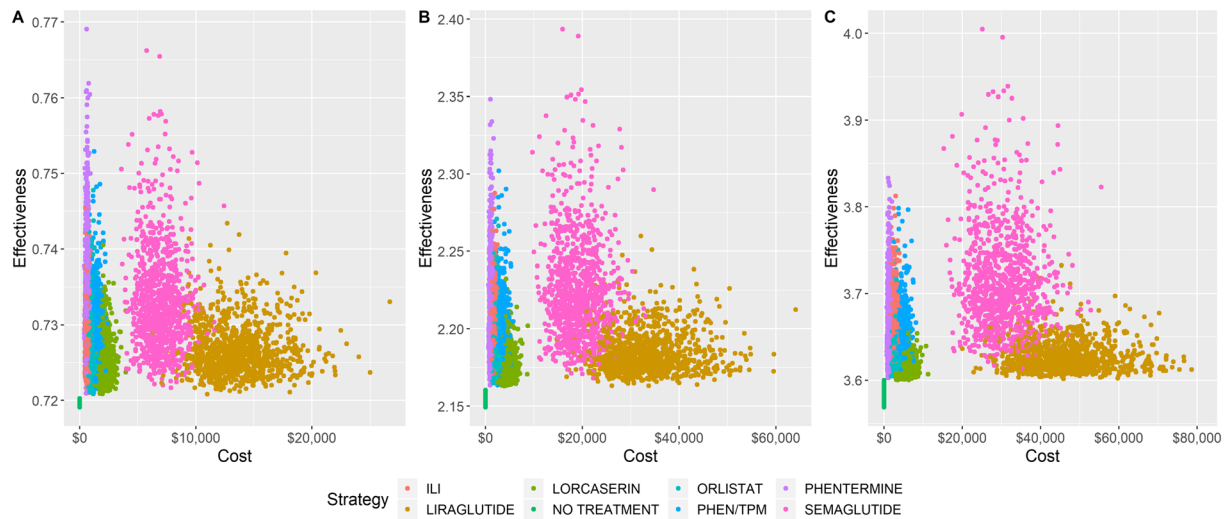 A
B
C
0.77
0.76
0.75
0.74
0.73
0.72
Effectiveness
$0
$10,000
$20,000
Cost
2.40
2.35
2.30
2.25
2.20
2.15
Effectiveness
$0
$20,000
$40,000
$60,000
Cost
4.0
3.9
3.8
3.7
3.6
Effectiveness
$0
$20,000
$40,000
$60,000
$80,000
Cost
Strategy
ILI
LORCASERIN
ORLISTAT
PHENTERMINE
LIRAGLUTIDE
NO TREATMENT
PHEN/TPM
SEMAGLUTIDE